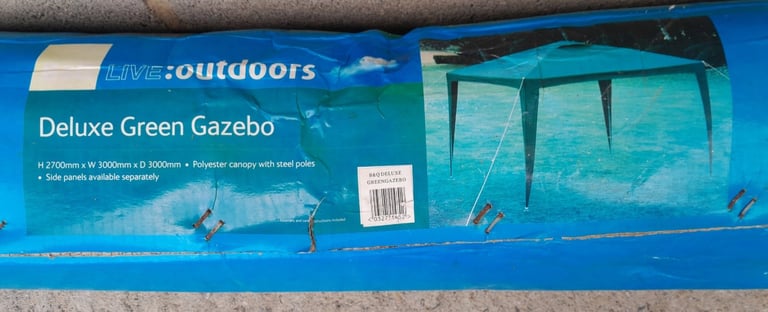 LIVE:outdoors
Deluxe Green Gazebo
H 2700mm x W 3000mm x D 3000mm • Polyester canopy with steel poles
• Side panels available separately
B&Q DELUXE
GREENGAZEBO
included